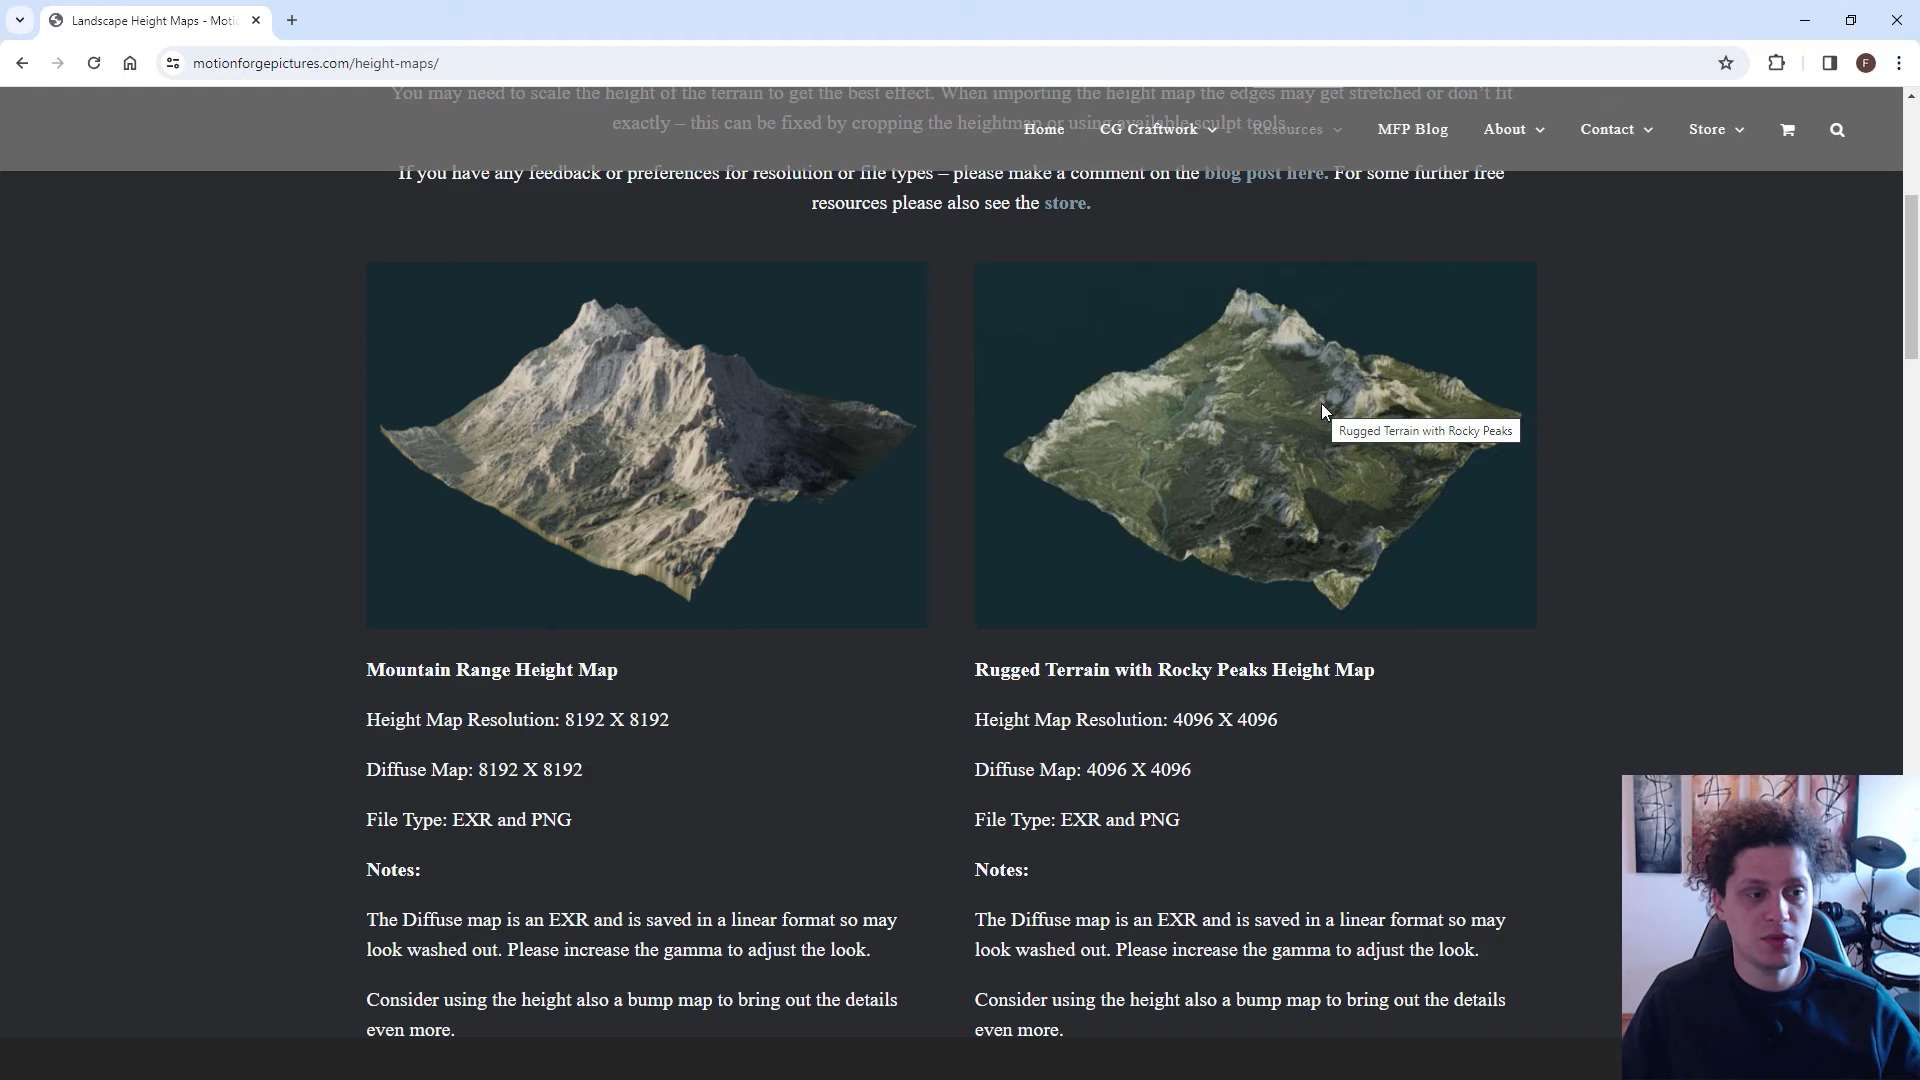 Landscape Height Maps - Moti
motionforgepictures.com/height-maps/
F
You may need to scale the height of the terrain to get the best effect. When importing the height map the edges may get stretched or don't fit
exactly – this can be fixed by cropping the heightmap or using available sculpt tools
Home CG Craftwork Resources MFP Blog About Contact Store
If you have any feedback or preferences for resolution or file types – please make a comment on the blog post here. For some further free
resources please also see the store.
Rugged Terrain with Rocky Peaks
Mountain Range Height Map
Height Map Resolution: 8192 X 8192
Diffuse Map: 8192 X 8192
File Type: EXR and PNG
Notes:
The Diffuse map is an EXR and is saved in a linear format so may
look washed out. Please increase the gamma to adjust the look.
Consider using the height also a bump map to bring out the details
even more.
Rugged Terrain with Rocky Peaks Height Map
Height Map Resolution: 4096 X 4096
Diffuse Map: 4096 X 4096
File Type: EXR and PNG
Notes:
The Diffuse map is an EXR and is saved in a linear format so may
look washed out. Please increase the gamma to adjust the look.
Consider using the height also a bump map to bring out the details
even more.